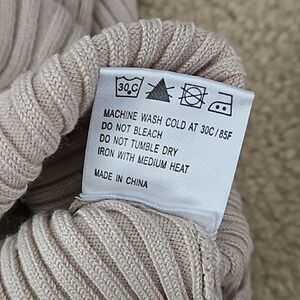 30C
MACHINE WASH COLD AT 30C/85F
DO NOT BLEACH
DO NOT TUMBLE DRY
IRON WITH MEDIUM HEAT
MADE IN CHINA